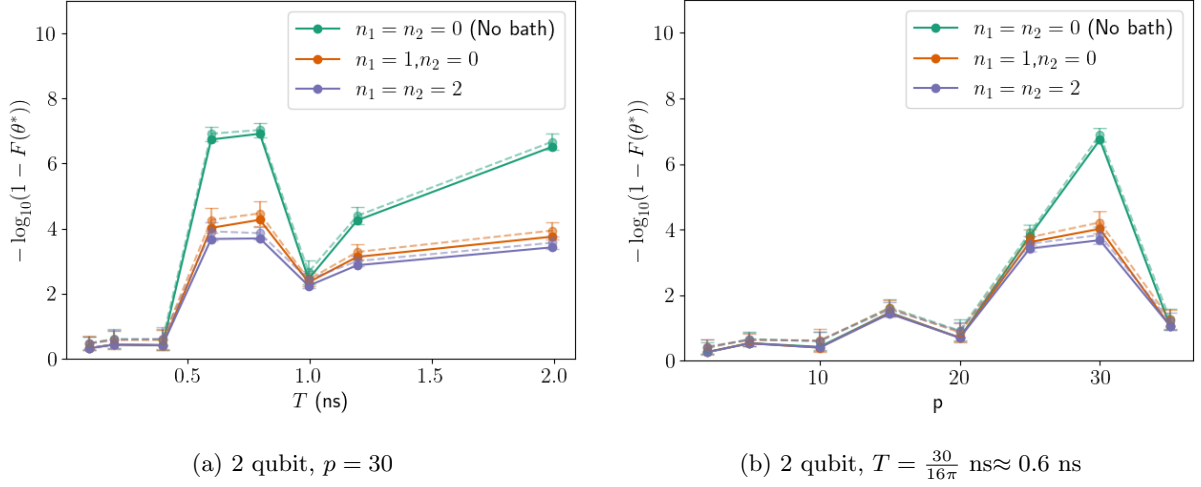 10
8
6
4
2
0
− log₁₀(1 − F(θ*))
n₁ = n₂ = 0 (No bath)
n₁ = 1,n₂ = 0
n₁ = n₂ = 2
0.5 1.0 1.5 2.0
T (ns)
(a) 2 qubit, p = 30
10
8
6
4
2
0
− log₁₀(1 − F(θ*))
n₁ = n₂ = 0 (No bath)
n₁ = 1,n₂ = 0
n₁ = n₂ = 2
10 20 30
p
(b) 2 qubit, T = 30/16π ns≈ 0.6 ns